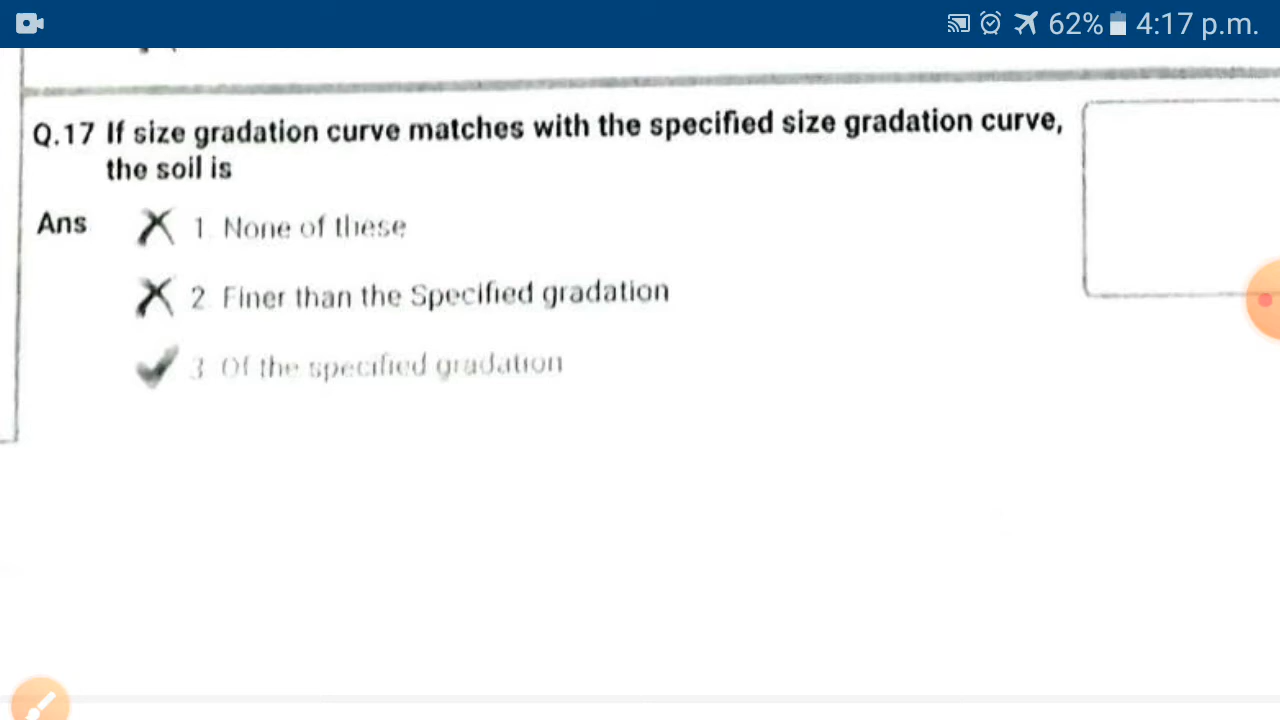 62% 4:17 p.m.
Q.17 If size gradation curve matches with the specified size gradation curve,
the soil is
Ans
1. None of these
2. Finer than the Specified gradation
3. Of the specified gradation